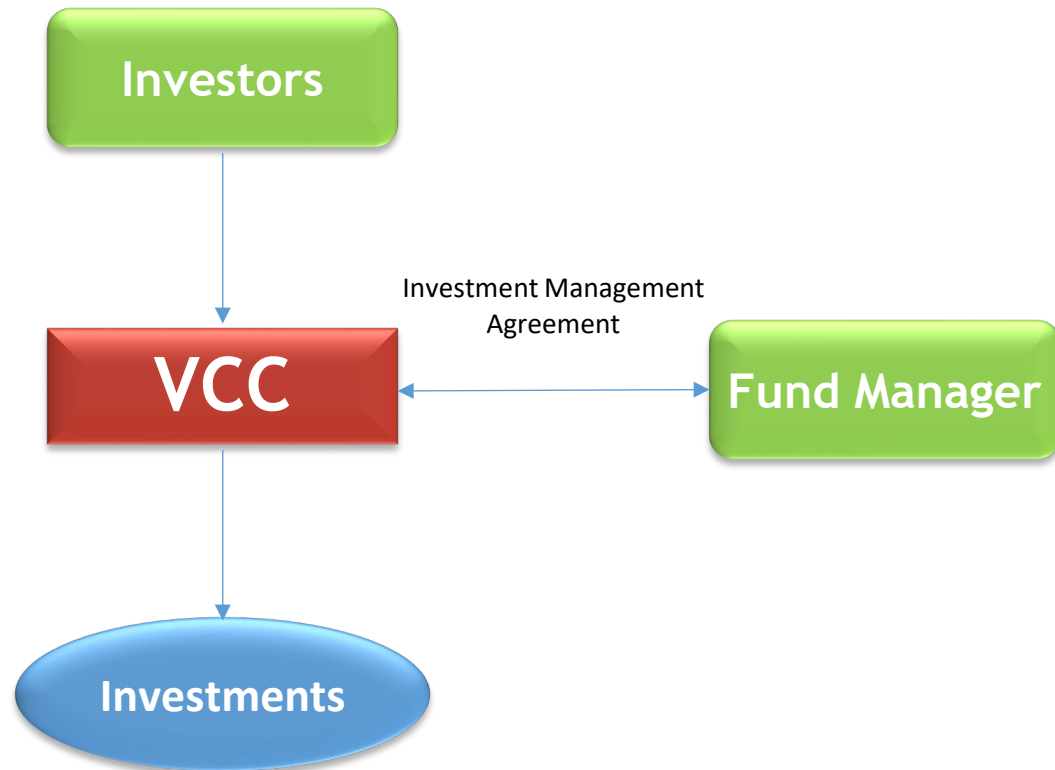 Investors
Investment Management
Agreement
VCC
Fund Manager
Investments